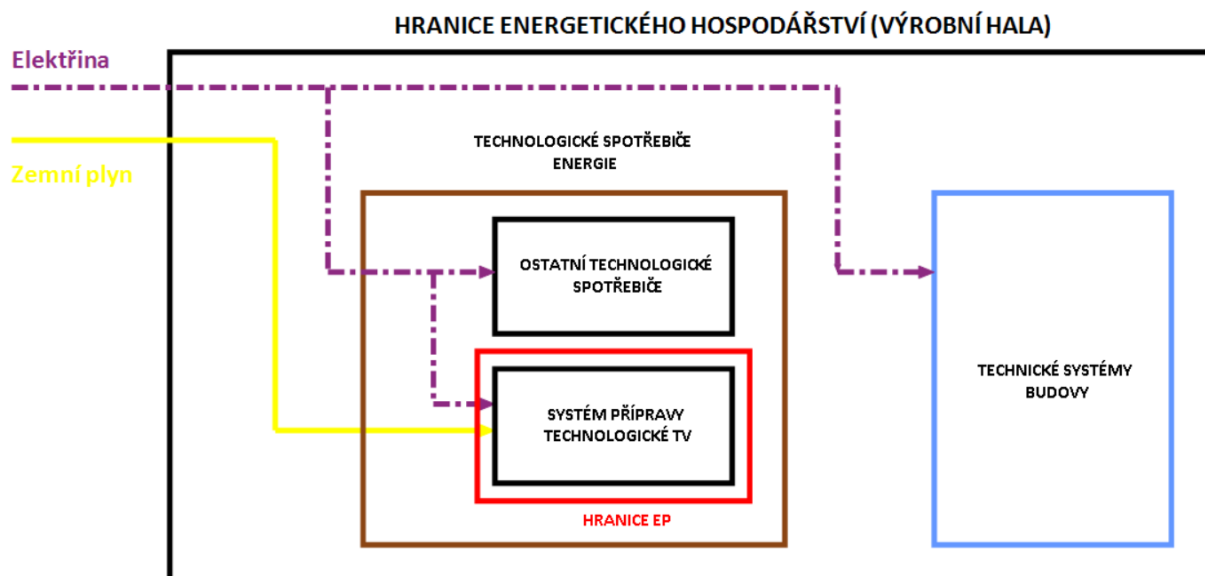 HRANICE ENERGETICKÉHO HOSPODÁŘSTVÍ (VÝROBNÍ HALA)
Elektřina
TECHNOLOGICKÉ SPOTŘEBIČE
ENERGIE
Zemní plyn
OSTATNÍ TECHNOLOGICKÉ
SPOTŘEBIČE
TECHNICKÉ SYSTÉMY
BUDOVY
SYSTÉM PŘÍPRAVY
TECHNOLOGICKÉ TV
HRANICE EP